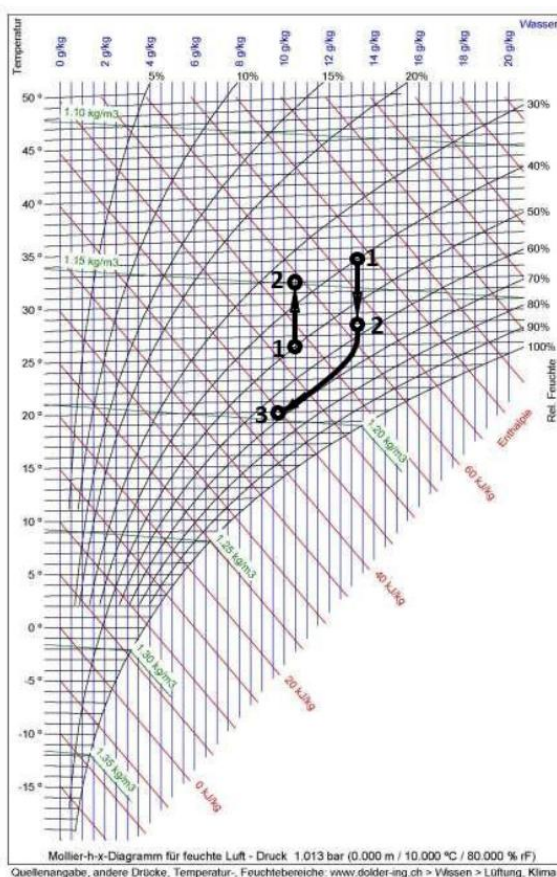 Wasser
Temperatur
0 g/kg
2 g/kg
4 g/kg
6 g/kg
8 g/kg
10 g/kg
12 g/kg
14 g/kg
16 g/kg
18 g/kg
20 g/kg
5%
10%
15%
20%
50 °
1.10 kg/m3
30%
45 °
40%
40 °
50%
35 °
1
60%
1.15 kg/m3
2
70%
30 °
2
80%
1
90%
25 °
100%
Rel. Feuchte
20 °
3
1.20 kg/m3
Enthalpie
15 °
60 kJ/kg
10 °
1.25 kg/m3
5 °
40 kJ/kg
0 °
1.30 kg/m3
-5 °
20 kJ/kg
-10 °
1.35 kg/m3
0 kJ/kg
-15 °
Mollier-h-x-Diagramm für feuchte Luft - Druck 1.013 bar (0.000 m / 10.000 ºC / 80.000 % rF)
Quellenangabe, andere Drücke, Temperatur-, Feuchtebereiche: www.dolder-ing.ch > Wissen > Lüftung, Klima